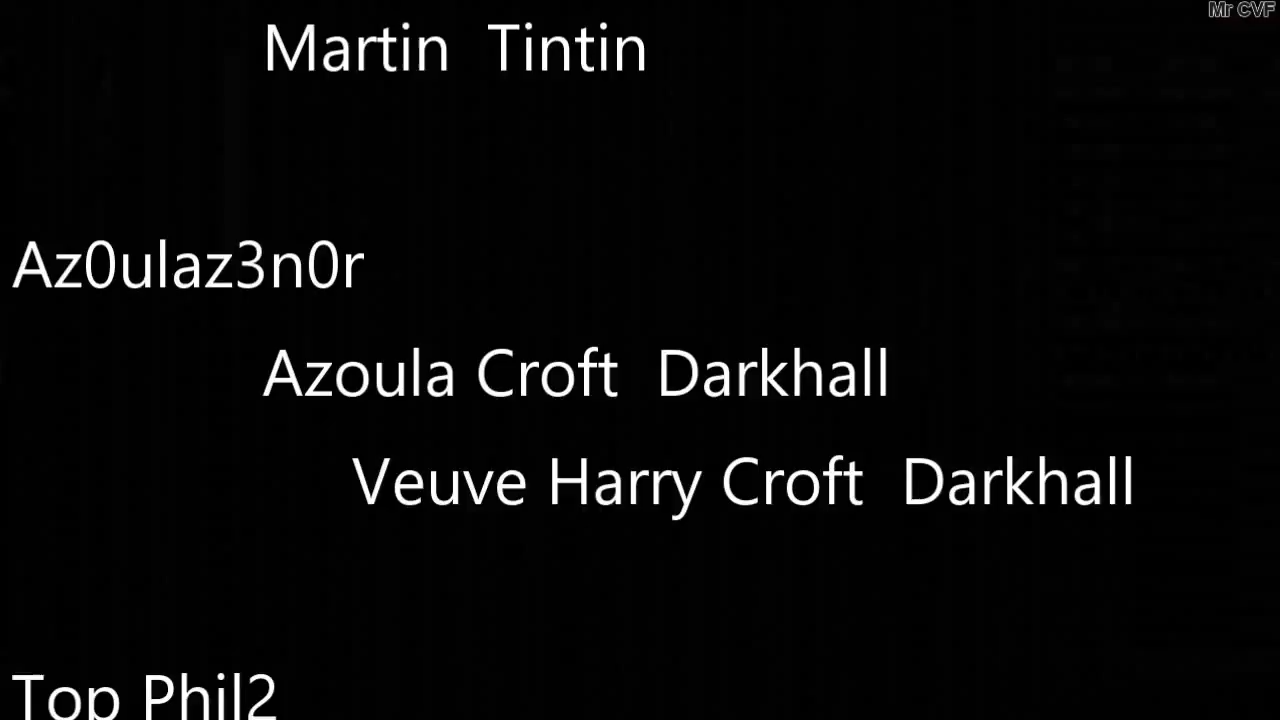 Mr CVF
Martin  Tintin
Az0ulaz3n0r
Azoula Croft  Darkhall
Veuve Harry Croft  Darkhall
Top Phil2